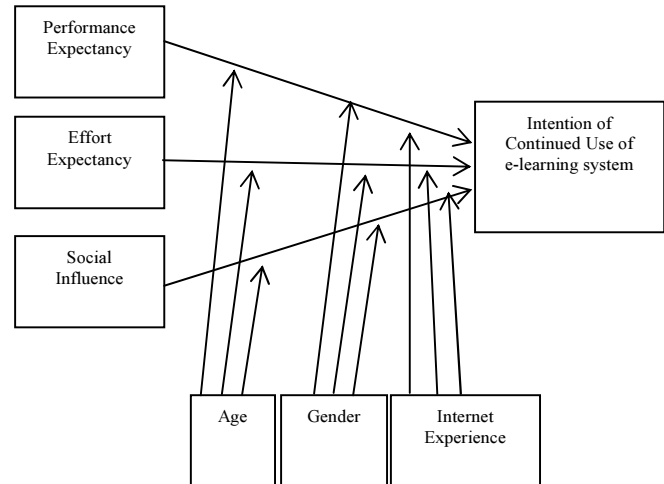 Performance
Expectancy
Effort
Expectancy
Social
Influence
Intention of
Continued Use of
e-learning system
Age
Gender
Internet
Experience